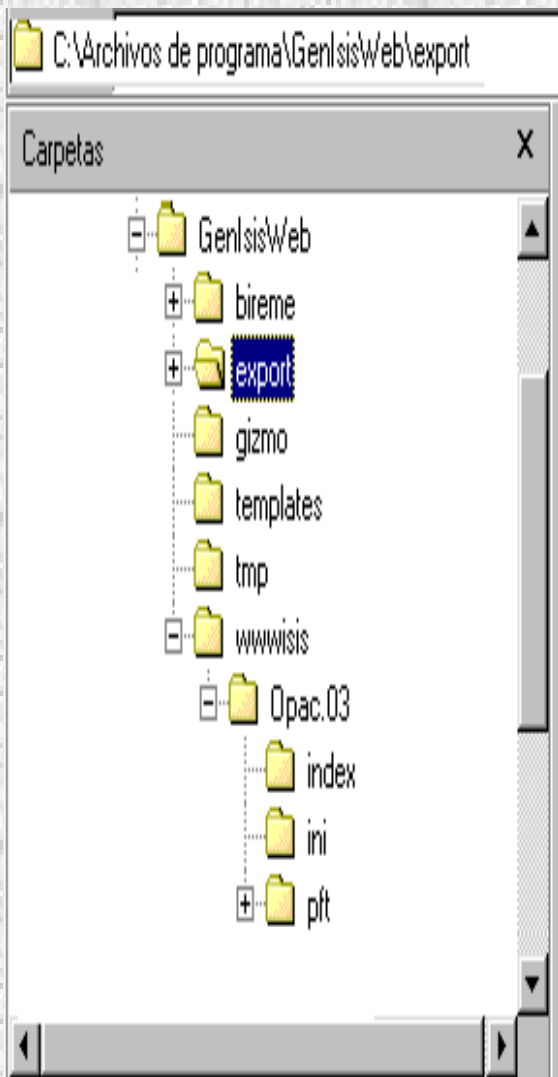 C:\Archivos de programa\GenIsisWeb\export
Carpetas
GenIsisWeb
bireme
export
gizmo
templates
tmp
wwwisis
Opac.03
index
ini
pft